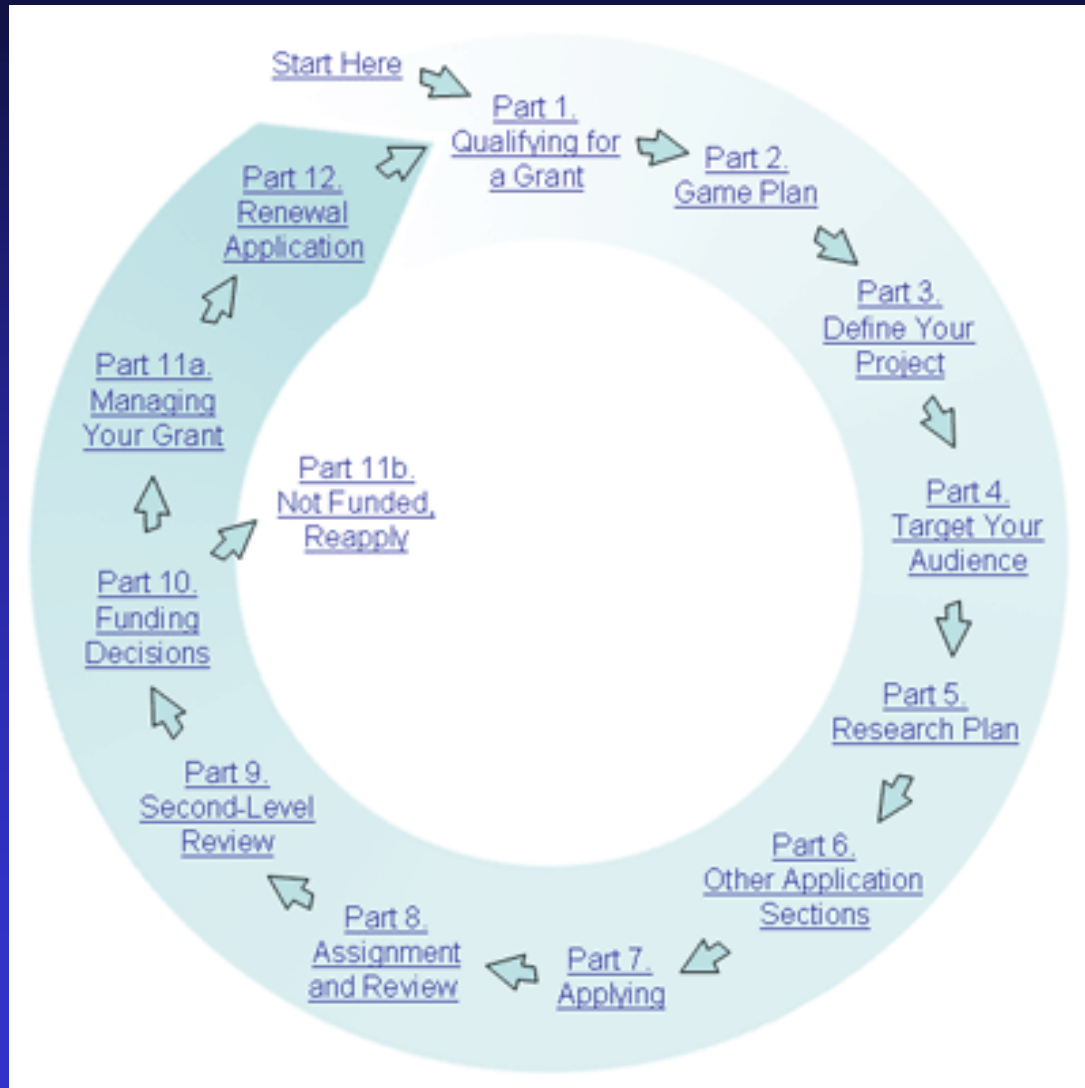 Start Here
Part 1.
Qualifying for
a Grant
Part 2.
Game Plan
Part 3.
Define Your
Project
Part 4.
Target Your
Audience
Part 5.
Research Plan
Part 6.
Other Application
Sections
Part 7.
Applying
Part 8.
Assignment
and Review
Part 9.
Second-Level
Review
Part 10.
Funding
Decisions
Part 11a.
Managing
Your Grant
Part 11b.
Not Funded,
Reapply
Part 12.
Renewal
Application